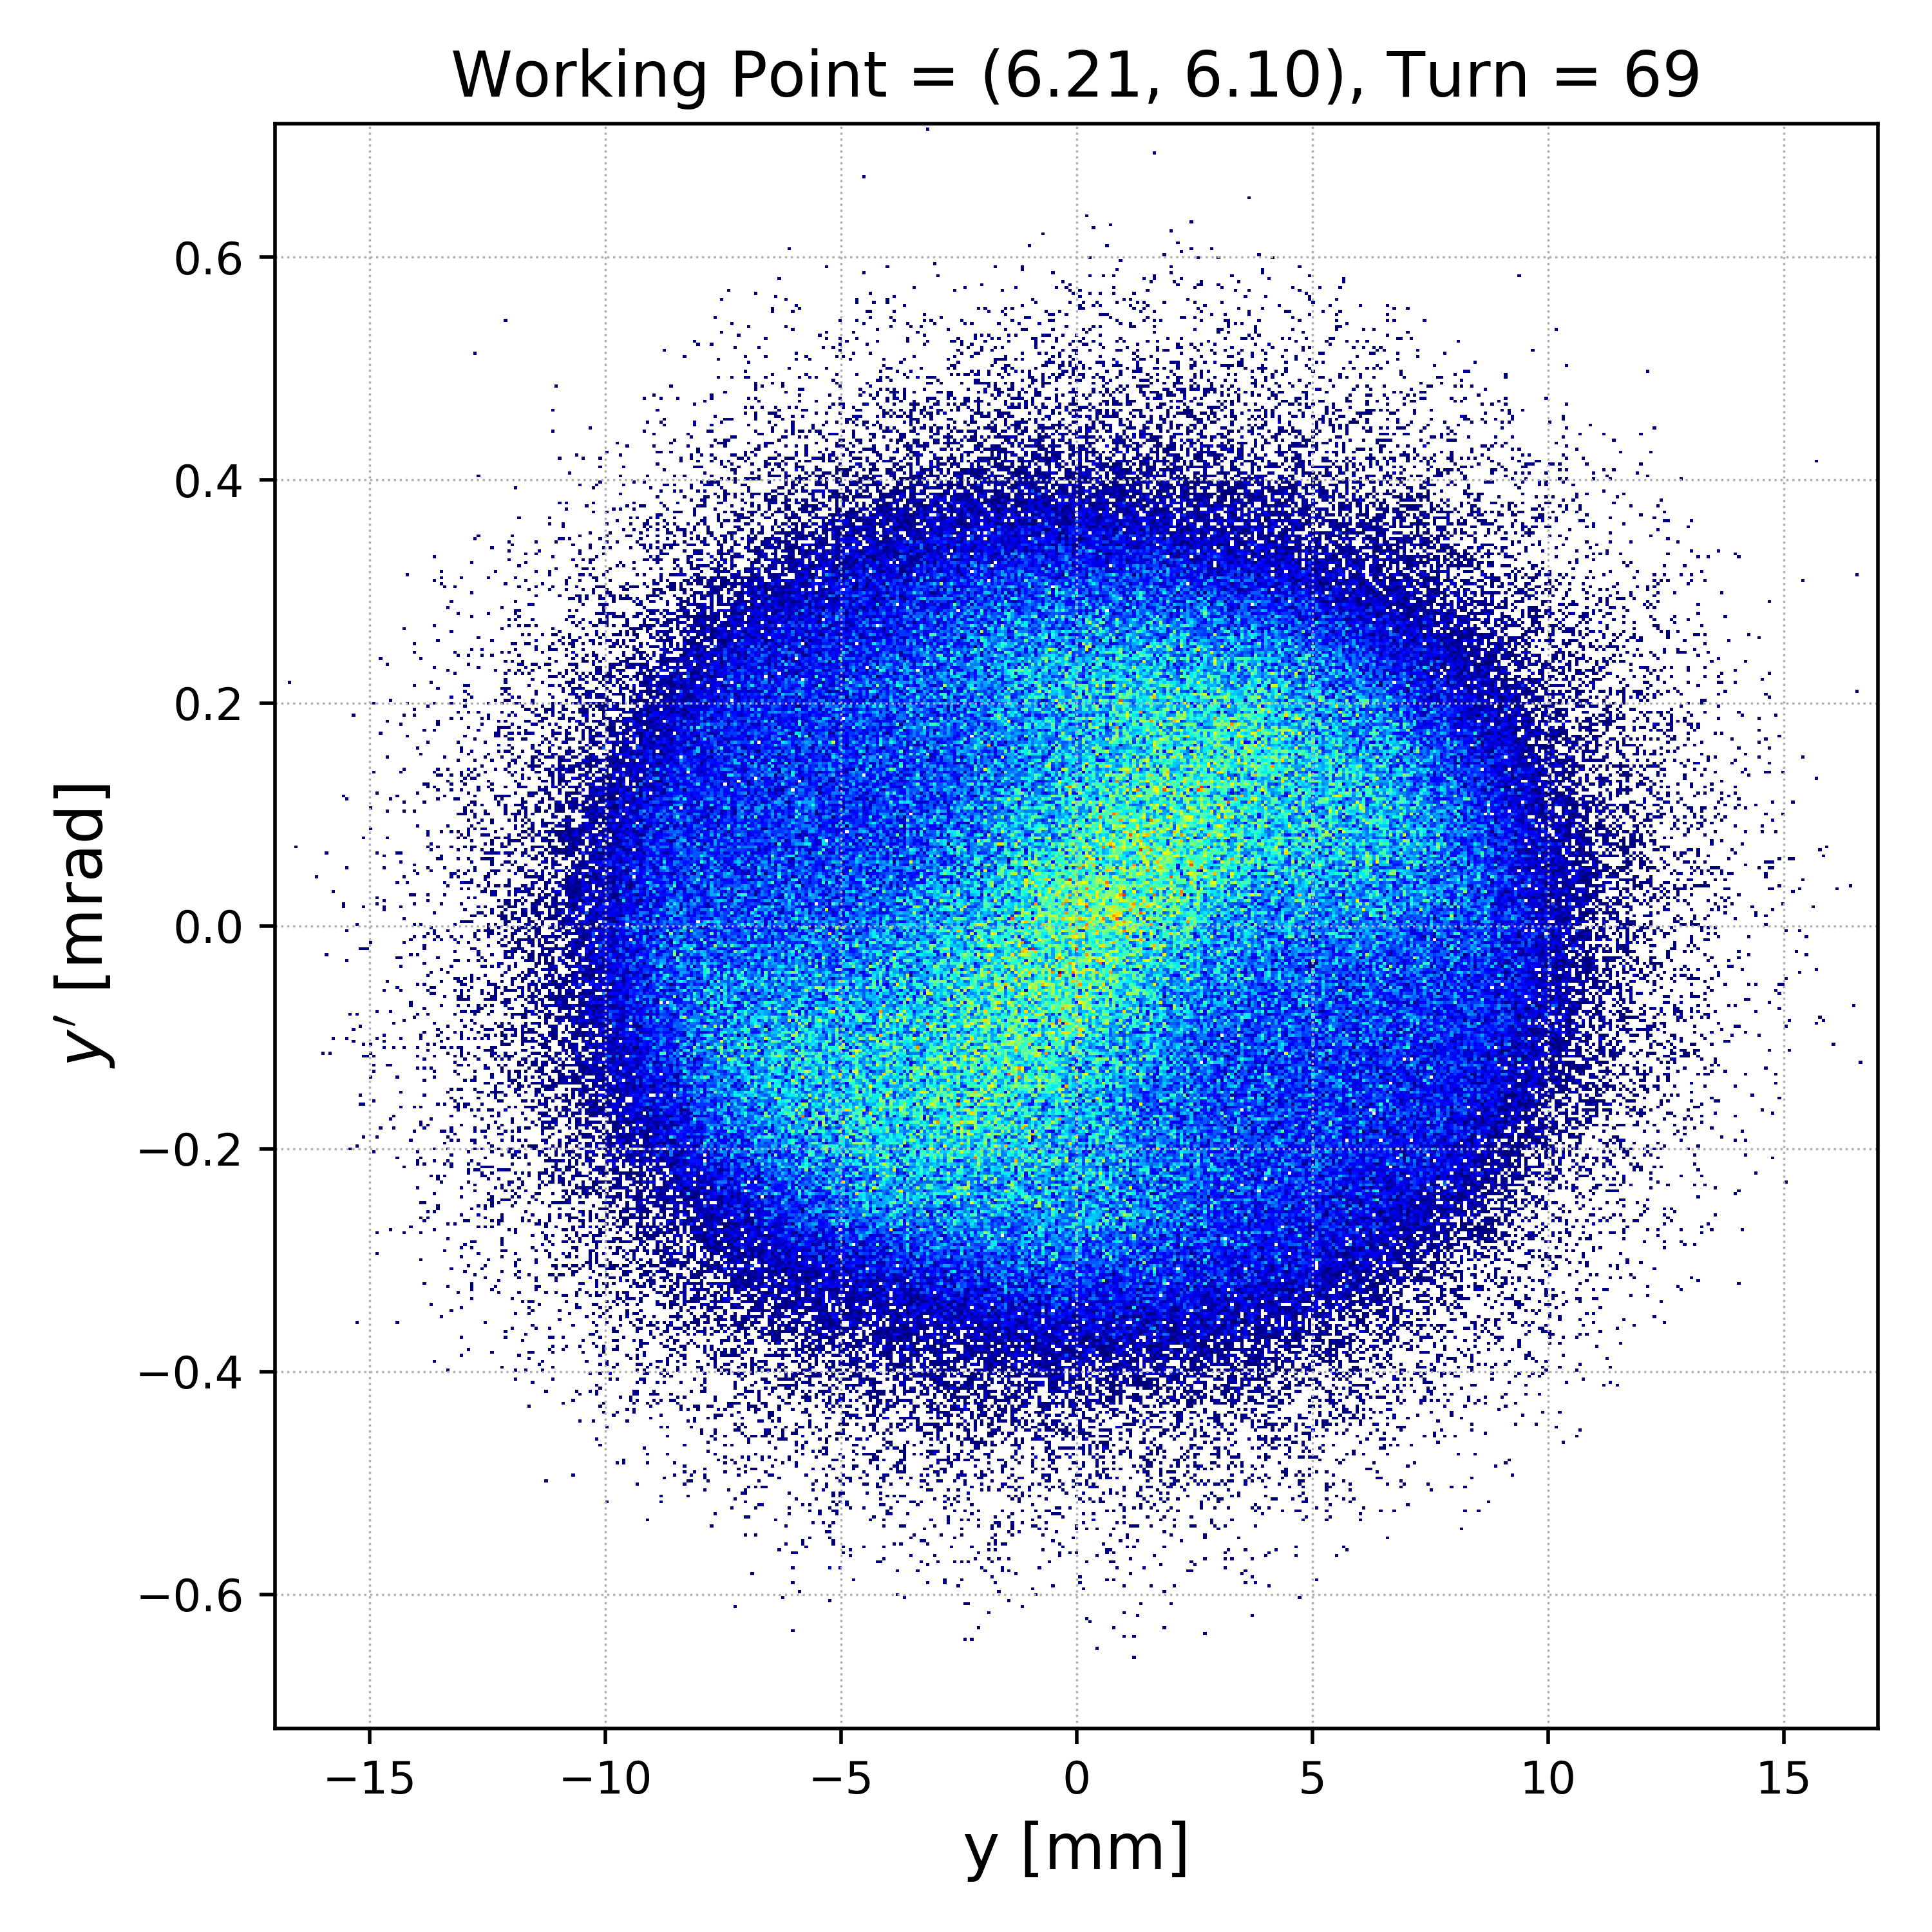 Working Point = (6.21, 6.10), Turn = 69
0.6
0.4
0.2
0.0
−0.2
−0.4
−0.6
y′ [mrad]
−15 −10 −5 0 5 10 15
y [mm]